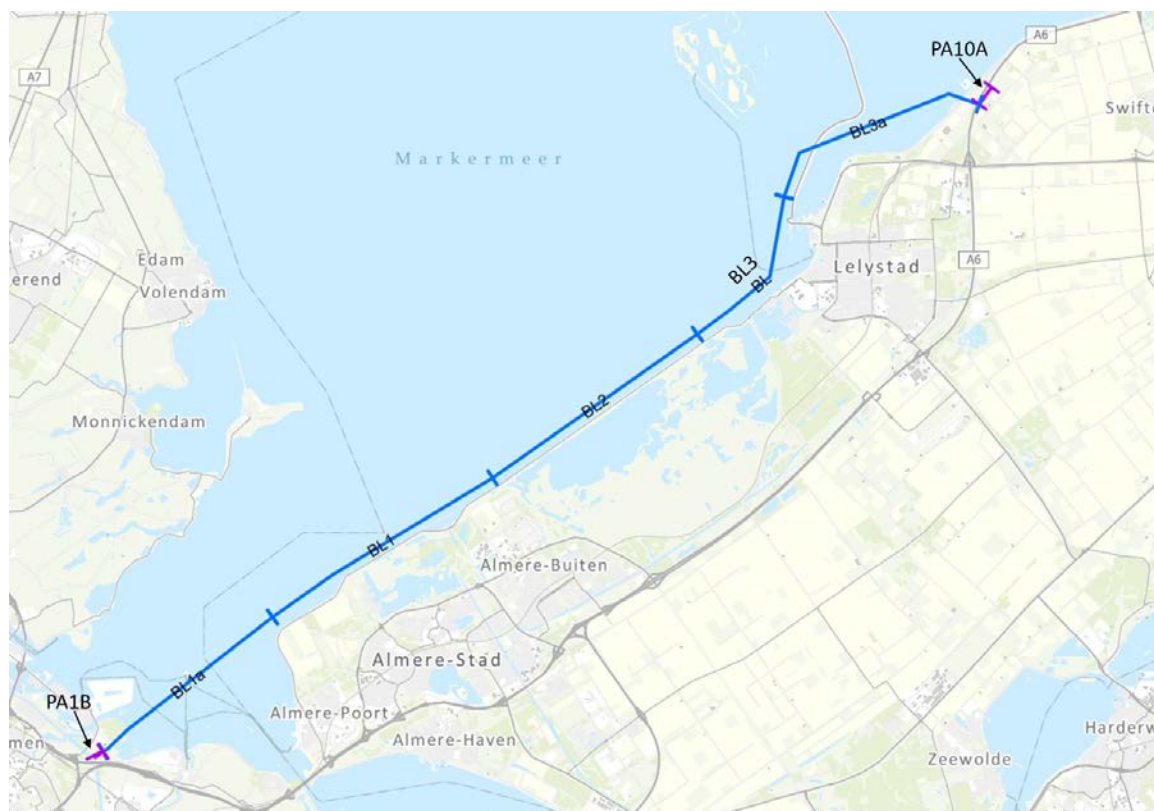 A6
PA10A
A7
Swifte
BL3a
Markermeer
Edam
Volendam
erend
BL3
BL
Lelystad
A6
Monnickendam
BL2
BL1
Almere-Buiten
Almere-Stad
BL1a
PA1B
Almere-Poort
Almere-Haven
men
Zeewolde
Harderw